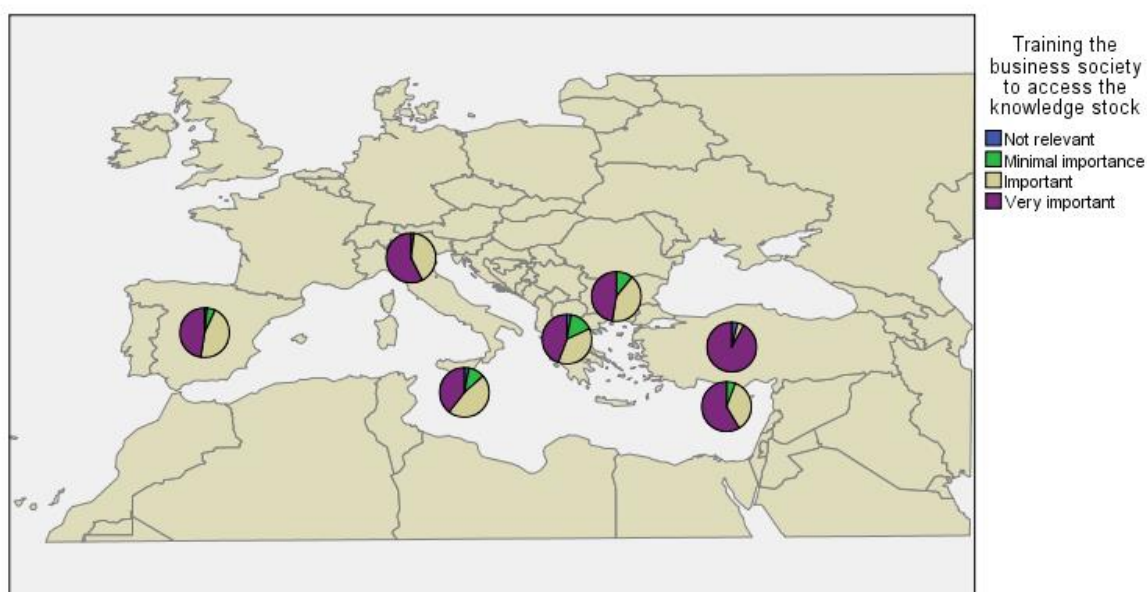 Training the
business society
to access the
knowledge stock
Not relevant
Minimal importance
Important
Very important